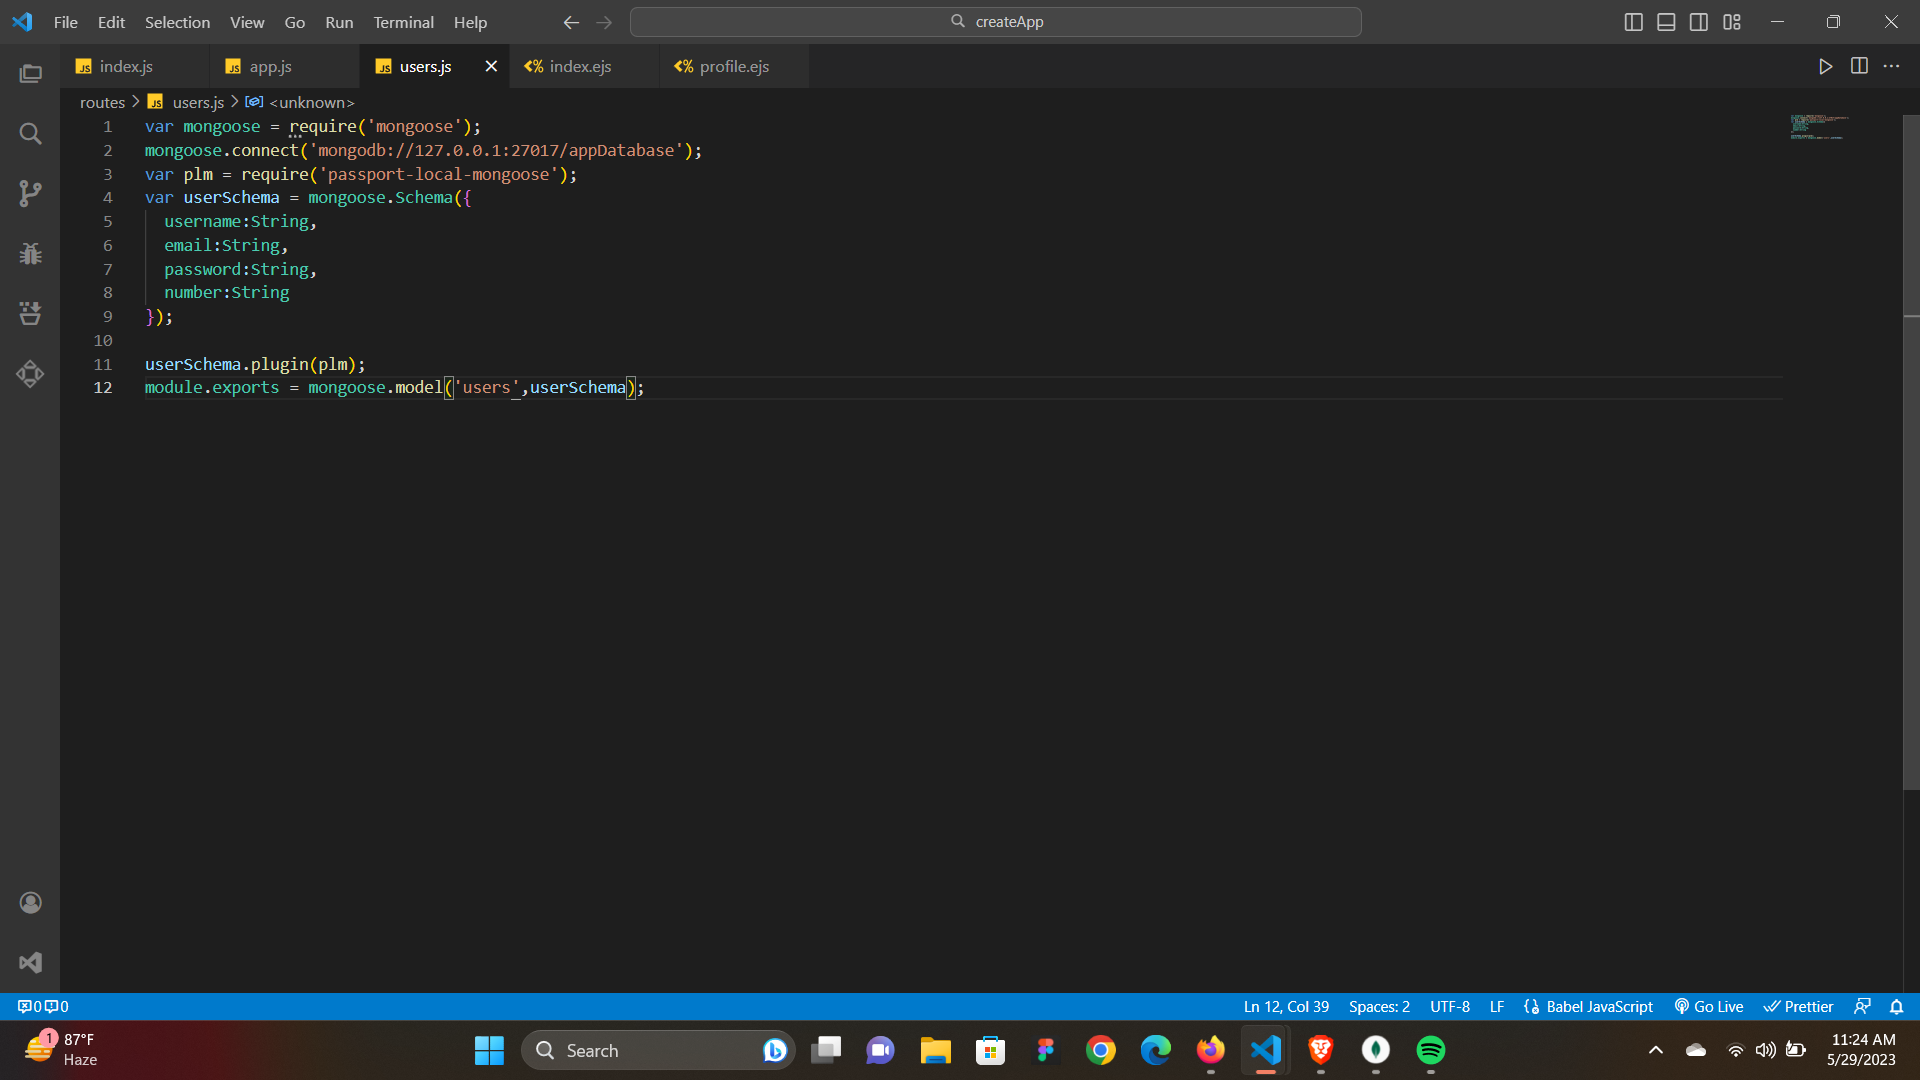 File Edit Selection View Go Run Terminal Help
createApp
JS index.js
JS app.js
JS users.js
<% index.ejs
<% profile.ejs
routes > JS users.js > <unknown>
1 var mongoose = require('mongoose');
2 mongoose.connect('mongodb://127.0.0.1:27017/appDatabase');
3 var plm = require('passport-local-mongoose');
4 var userSchema = mongoose.Schema({
5 username:String,
6 email:String,
7 password:String,
8 number:String
9 });
10
11 userSchema.plugin(plm);
12 module.exports = mongoose.model('users',userSchema);
0 0
Ln 12, Col 39 Spaces: 2 UTF-8 LF Babel JavaScript Go Live Prettier
1 87°F
Haze
Search
11:24 AM
5/29/2023